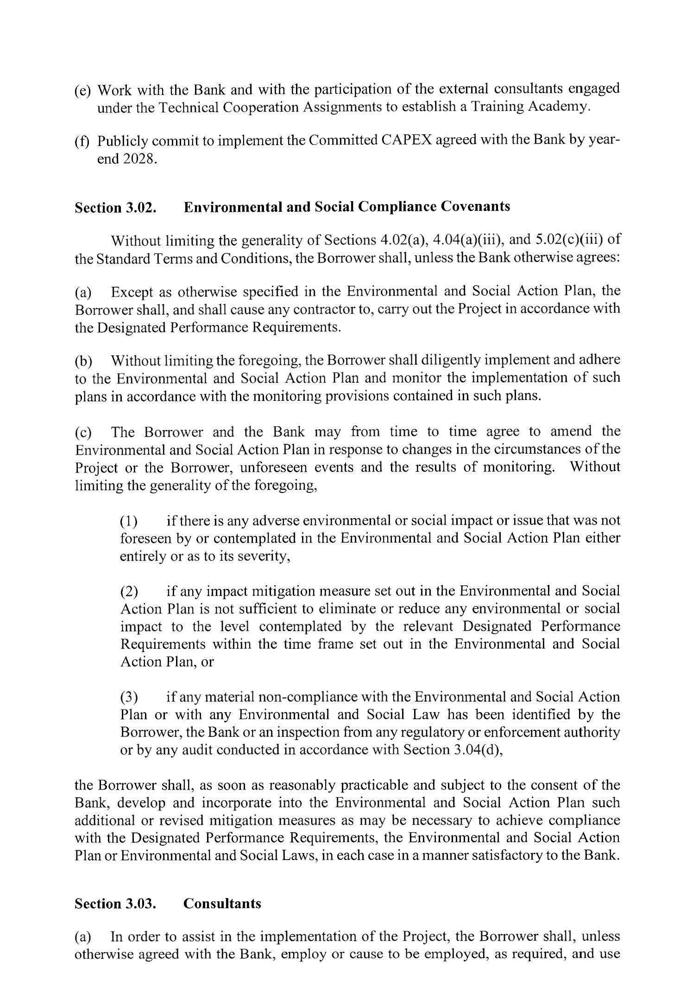 (e) Work with the Bank and with the participation of the external consultants engaged
under the Technical Cooperation Assignments to establish a Training Academy.
(f) Publicly commit to implement the Committed CAPEX agreed with the Bank by year-
end 2028.
Section 3.02. Environmental and Social Compliance Covenants
Without limiting the generality of Sections 4.02(a), 4.04(a)(iii), and 5.02(c)(iii) of
the Standard Terms and Conditions, the Borrower shall, unless the Bank otherwise agrees:
(a) Except as otherwise specified in the Environmental and Social Action Plan, the
Borrower shall, and shall cause any contractor to, carry out the Project in accordance with
the Designated Performance Requirements.
(b) Without limiting the foregoing, the Borrower shall diligently implement and adhere
to the Environmental and Social Action Plan and monitor the implementation of such
plans in accordance with the monitoring provisions contained in such plans.
(c) The Borrower and the Bank may from time to time agree to amend the
Environmental and Social Action Plan in response to changes in the circumstances of the
Project or the Borrower, unforeseen events and the results of monitoring. Without
limiting the generality of the foregoing,
(1) if there is any adverse environmental or social impact or issue that was not
foreseen by or contemplated in the Environmental and Social Action Plan either
entirely or as to its severity,
(2) if any impact mitigation measure set out in the Environmental and Social
Action Plan is not sufficient to eliminate or reduce any environmental or social
impact to the level contemplated by the relevant Designated Performance
Requirements within the time frame set out in the Environmental and Social
Action Plan, or
(3) if any material non-compliance with the Environmental and Social Action
Plan or with any Environmental and Social Law has been identified by the
Borrower, the Bank or an inspection from any regulatory or enforcement authority
or by any audit conducted in accordance with Section 3.04(d),
the Borrower shall, as soon as reasonably practicable and subject to the consent of the
Bank, develop and incorporate into the Environmental and Social Action Plan such
additional or revised mitigation measures as may be necessary to achieve compliance
with the Designated Performance Requirements, the Environmental and Social Action
Plan or Environmental and Social Laws, in each case in a manner satisfactory to the Bank.
Section 3.03. Consultants
(a) In order to assist in the implementation of the Project, the Borrower shall, unless
otherwise agreed with the Bank, employ or cause to be employed, as required, and use